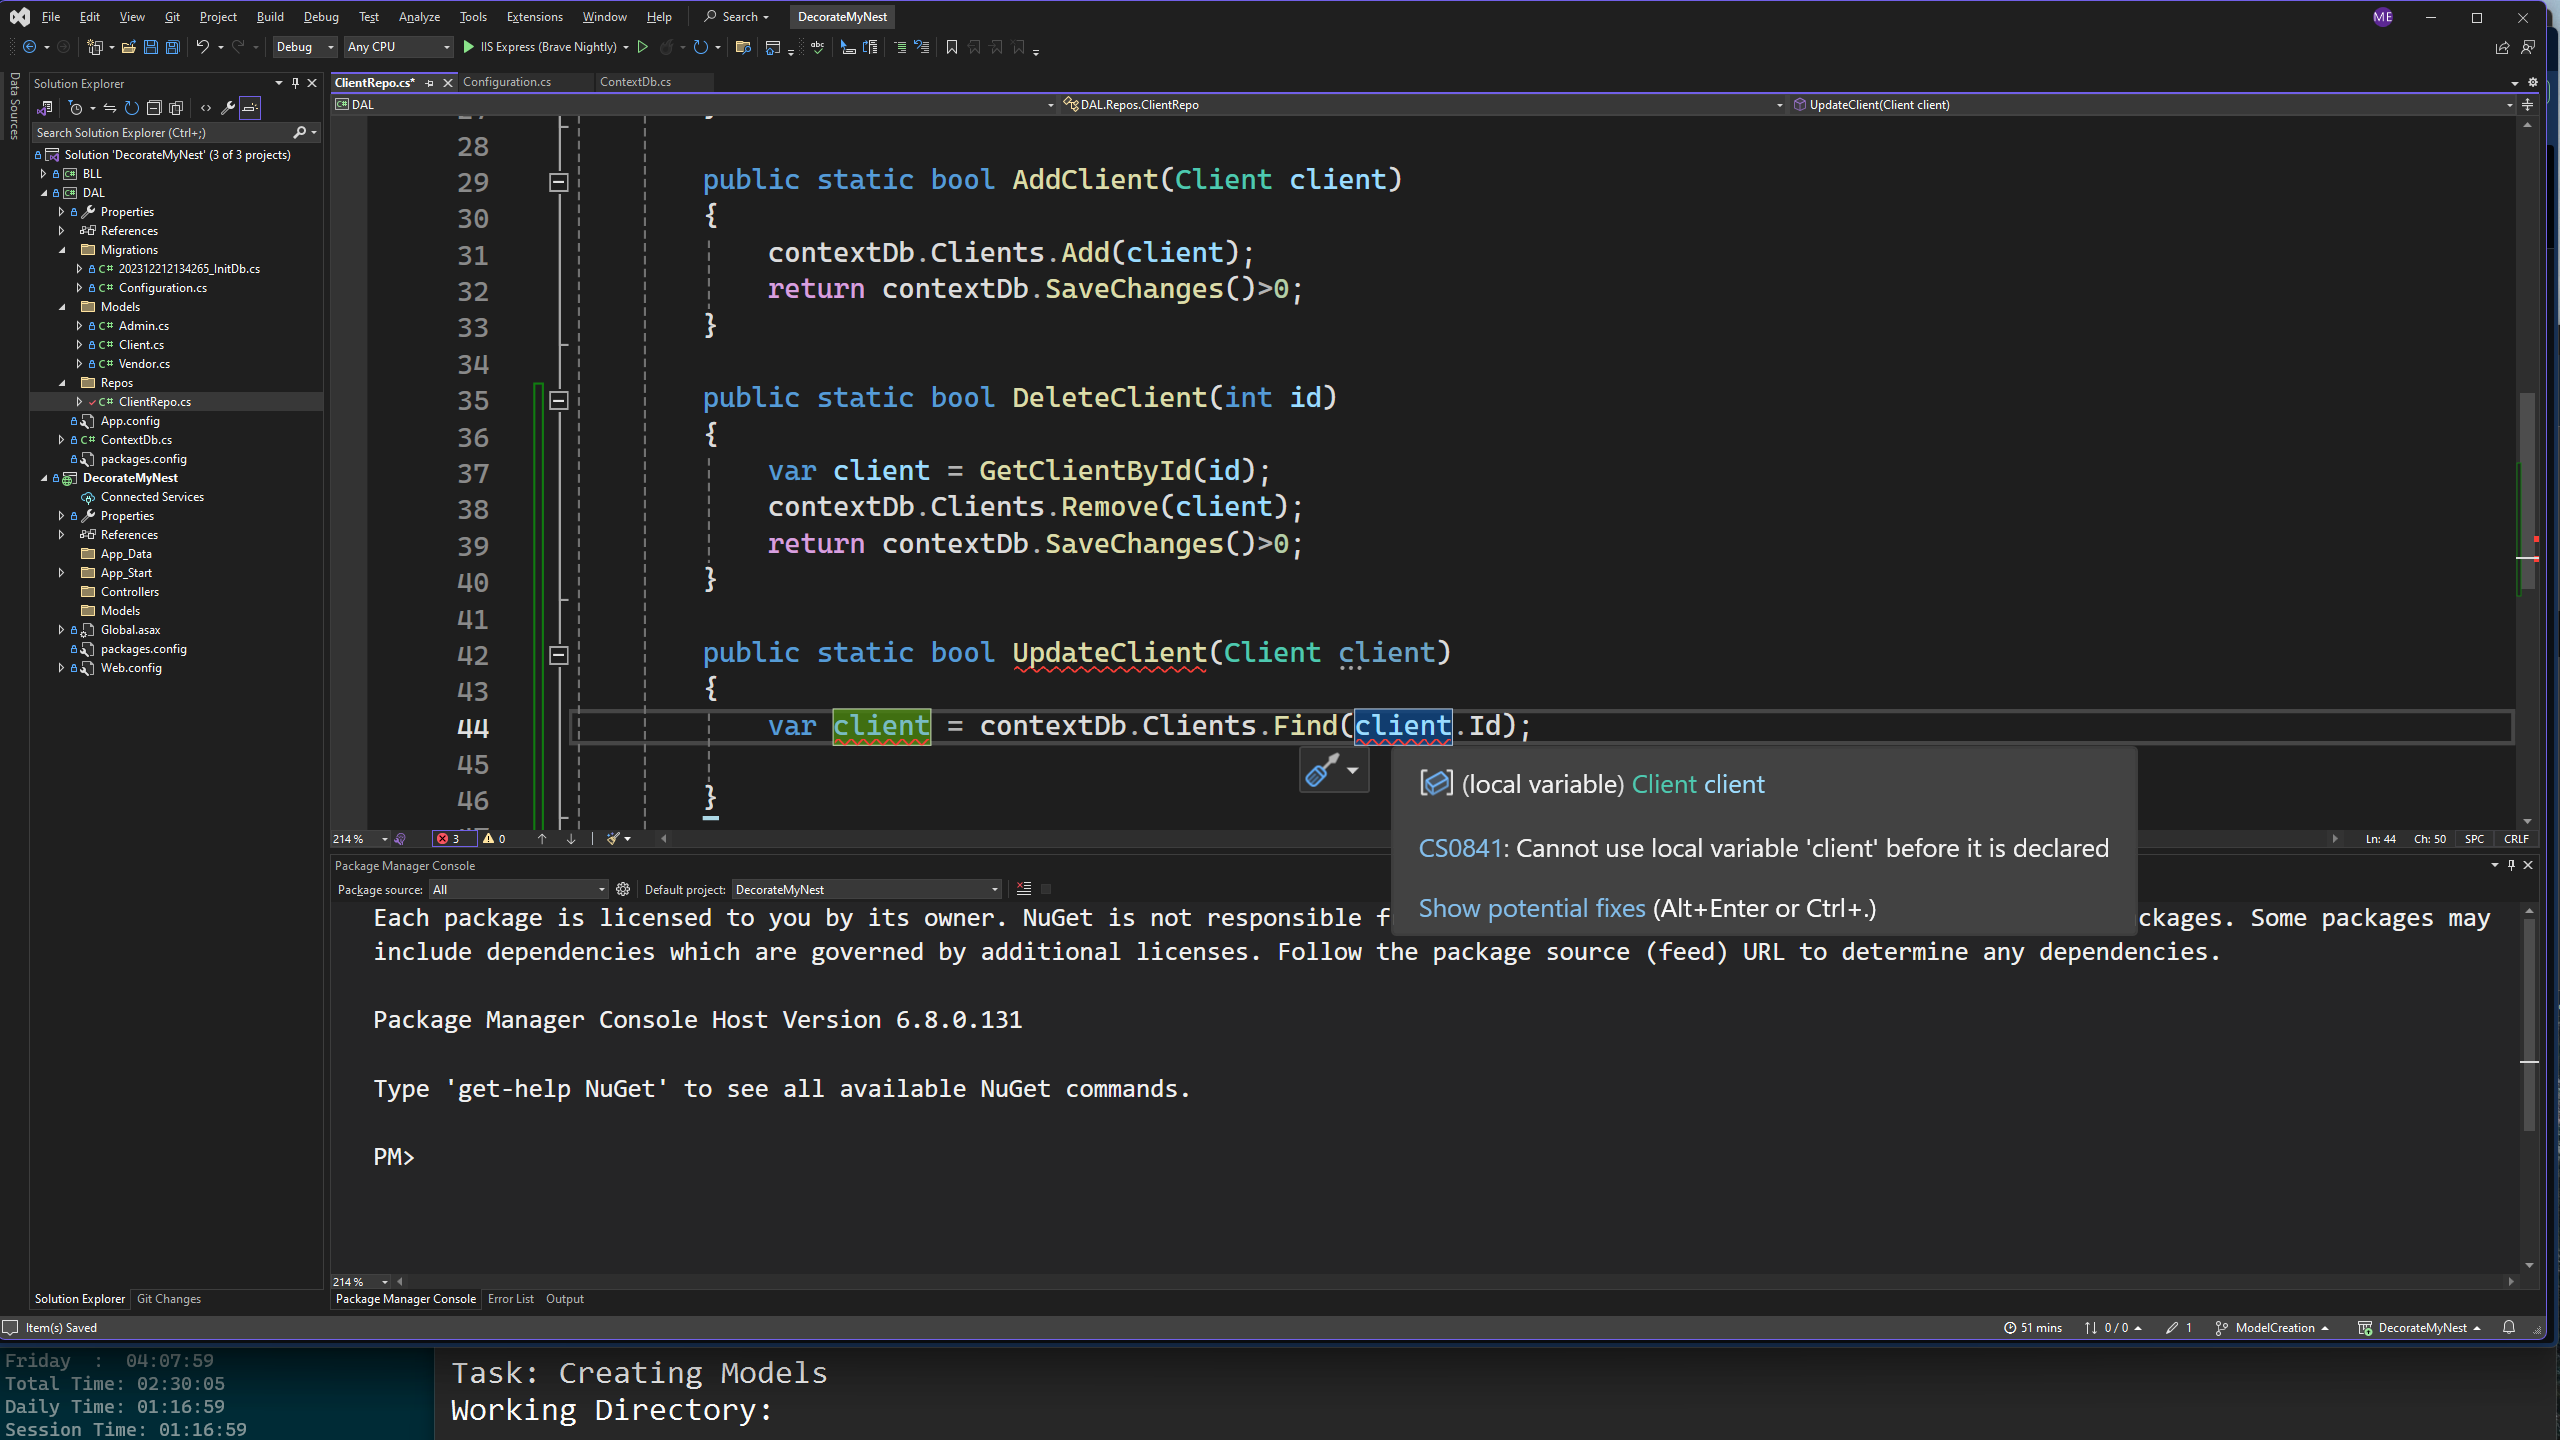 File Edit View Git Project Build Debug Test Analyze Tools Extensions Window Help Search DecorateMyNest ME
Debug Any CPU IIS Express (Brave Nightly)
Data Sources
Solution Explorer
Search Solution Explorer (Ctrl+;)
Solution 'DecorateMyNest' (3 of 3 projects)
BLL
DAL
Properties
References
Migrations
202312212134265_InitDb.cs
Configuration.cs
Models
Admin.cs
Client.cs
Vendor.cs
Repos
ClientRepo.cs
App.config
ContextDb.cs
packages.config
DecorateMyNest
Connected Services
Properties
References
App_Data
App_Start
Controllers
Models
Global.asax
packages.config
Web.config
Solution Explorer Git Changes
ClientRepo.cs* Configuration.cs ContextDb.cs
DAL DAL.Repos.ClientRepo UpdateClient(Client client)
28
29 public static bool AddClient(Client client)
30 {
31 contextDb.Clients.Add(client);
32 return contextDb.SaveChanges()>0;
33 }
34
35 public static bool DeleteClient(int id)
36 {
37 var client = GetClientById(id);
38 contextDb.Clients.Remove(client);
39 return contextDb.SaveChanges()>0;
40 }
41
42 public static bool UpdateClient(Client client)
43 {
44 var client = contextDb.Clients.Find(client.Id);
45
46 }
(local variable) Client client
CS0841: Cannot use local variable 'client' before it is declared
Show potential fixes (Alt+Enter or Ctrl+.)
214 % 3 0 Ln: 44 Ch: 50 SPC CRLF
Package Manager Console
Package source: All Default project: DecorateMyNest
Each package is licensed to you by its owner. NuGet is not responsible f ckages. Some packages may
include dependencies which are governed by additional licenses. Follow the package source (feed) URL to determine any dependencies.
Package Manager Console Host Version 6.8.0.131
Type 'get-help NuGet' to see all available NuGet commands.
PM>
214 %
Package Manager Console Error List Output
Item(s) Saved 51 mins 0 / 0 1 ModelCreation DecorateMyNest
Friday : 04:07:59
Total Time: 02:30:05
Daily Time: 01:16:59
Session Time: 01:16:59
Task: Creating Models
Working Directory: